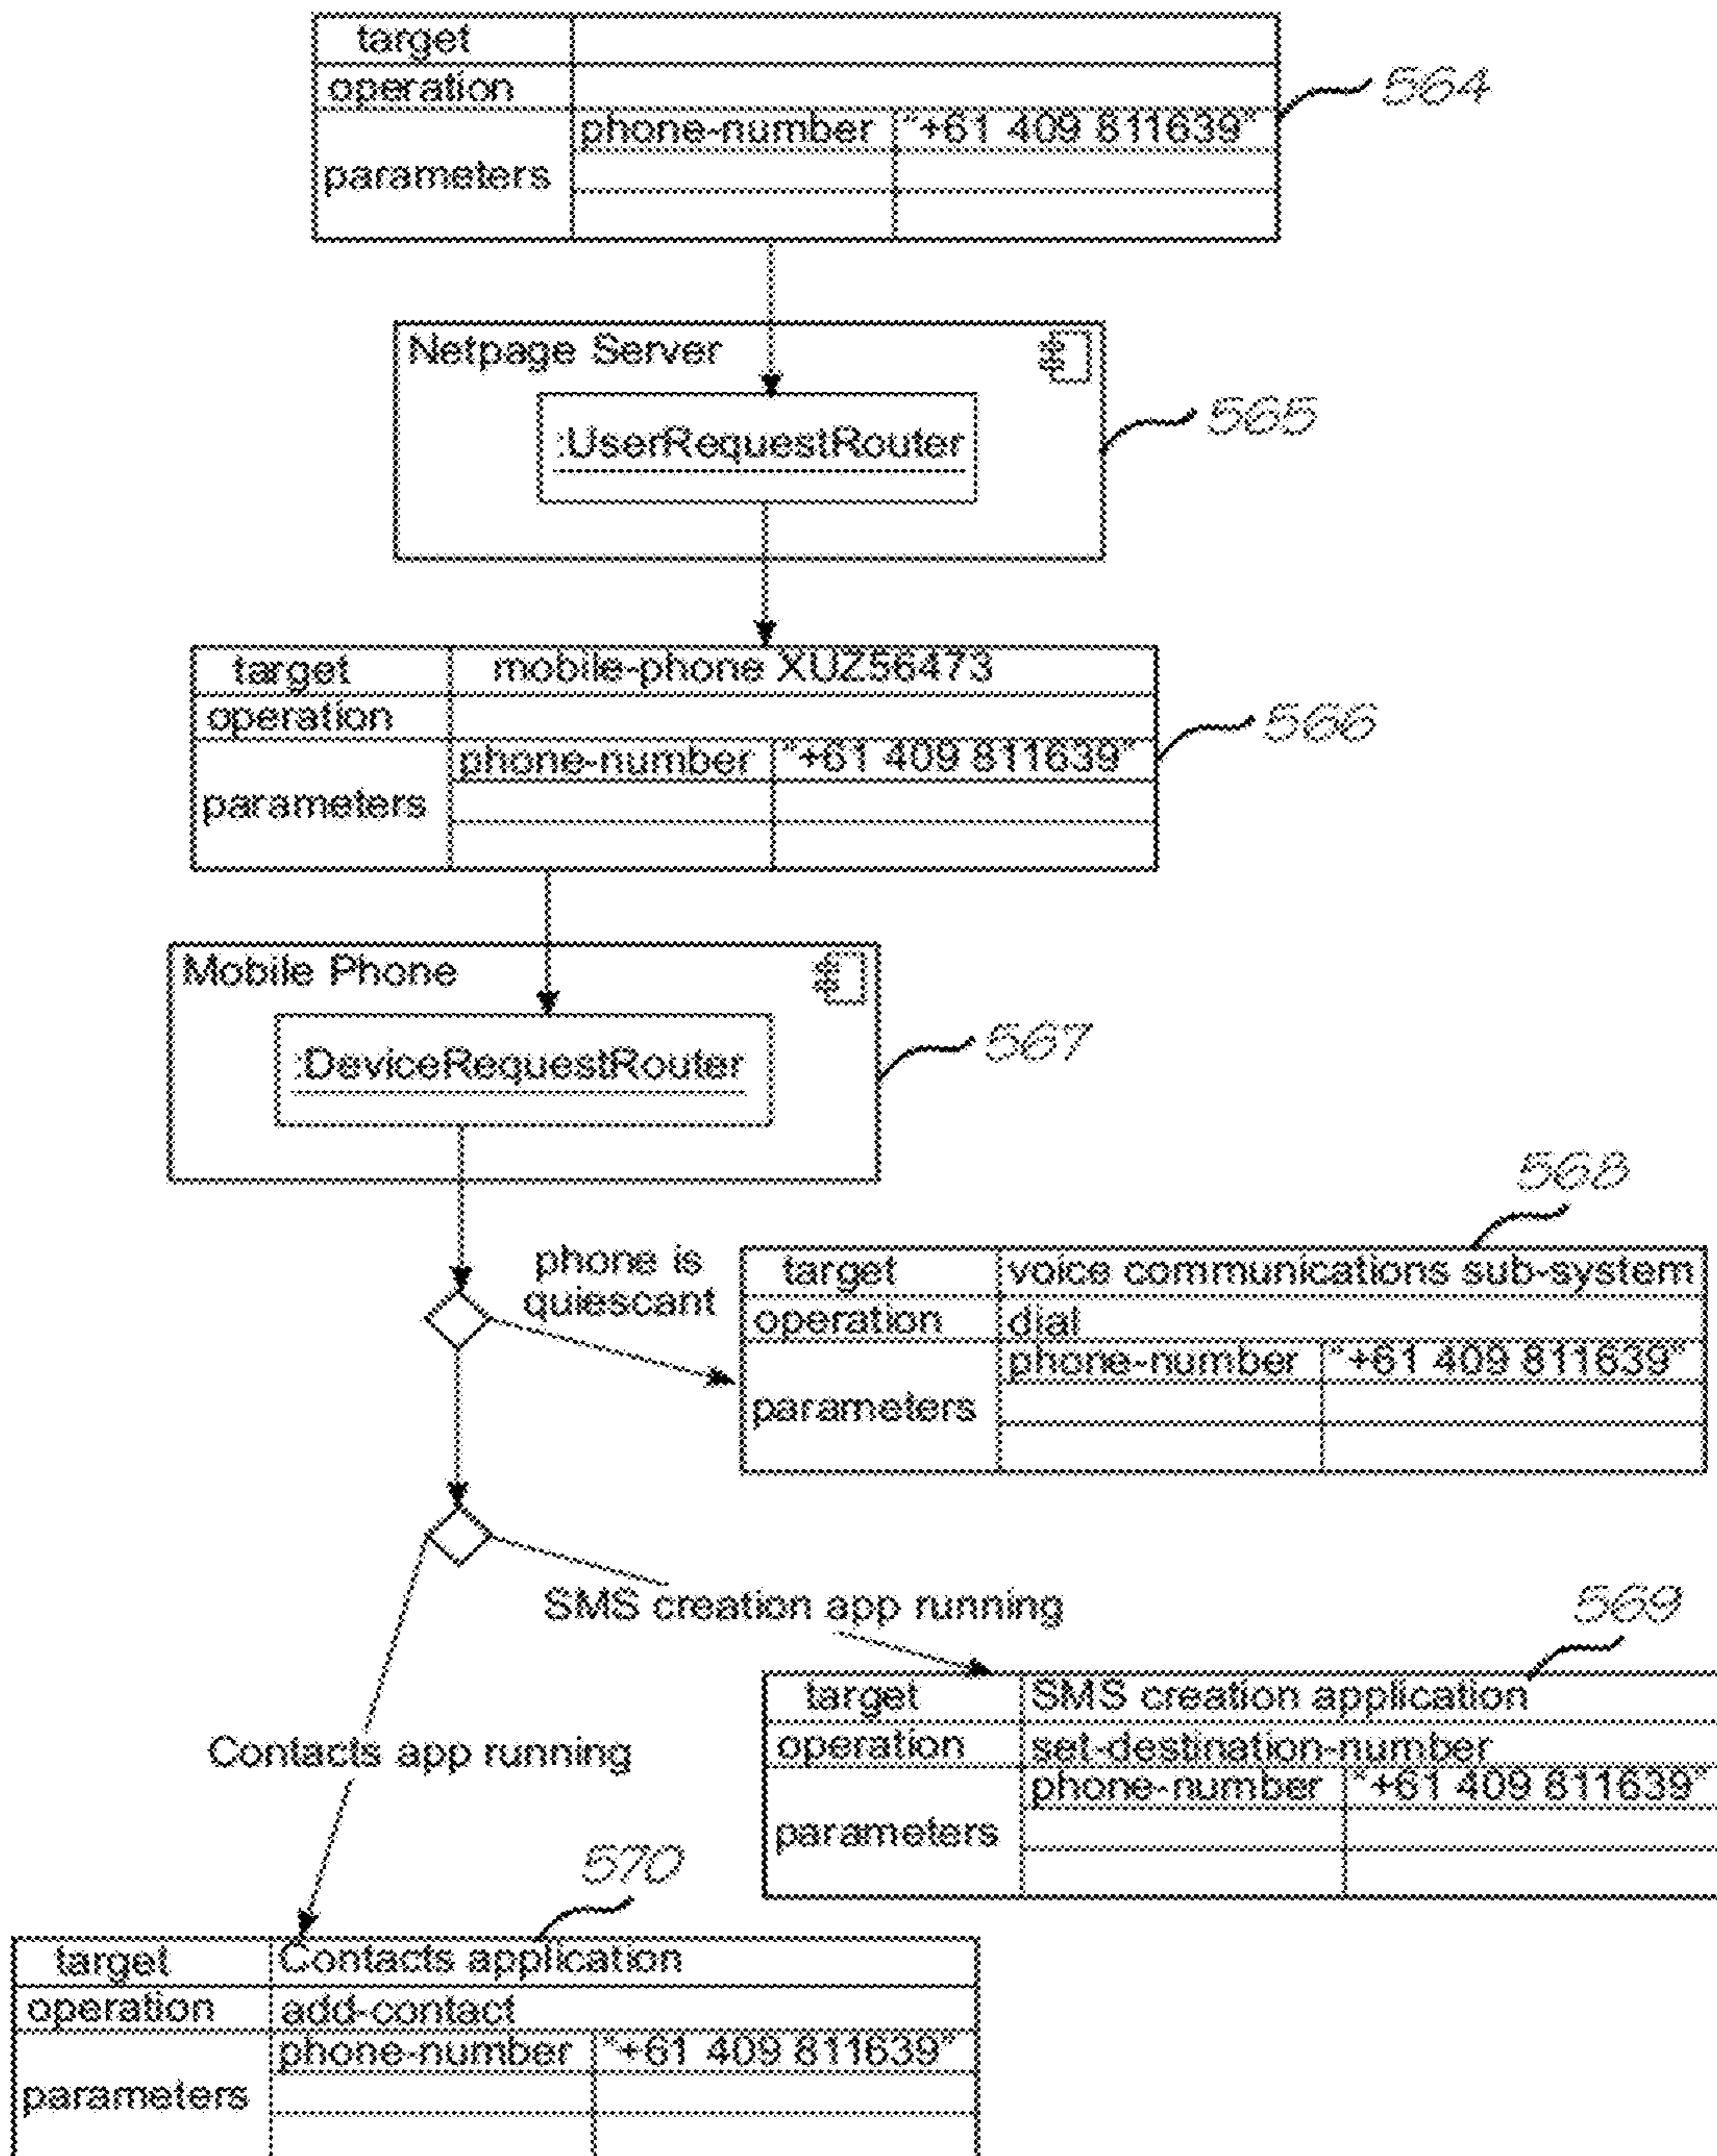 target
operation
parameters
phone-number "+61 409 811639"
564
Netpage Server
:UserRequestRouter
565
target mobile-phone XUZ56473
operation
parameters
phone-number "+61 409 811639"
566
Mobile Phone
:DeviceRequestRouter
567
phone is
quiescant
568
target voice communications sub-system
operation dial
parameters
phone-number "+61 409 811639"
SMS creation app running
569
target SMS creation application
operation set-destination-number
parameters
phone-number "+61 409 811639"
Contacts app running
570
target Contacts application
operation add-contact
parameters
phone-number "+61 409 811639"